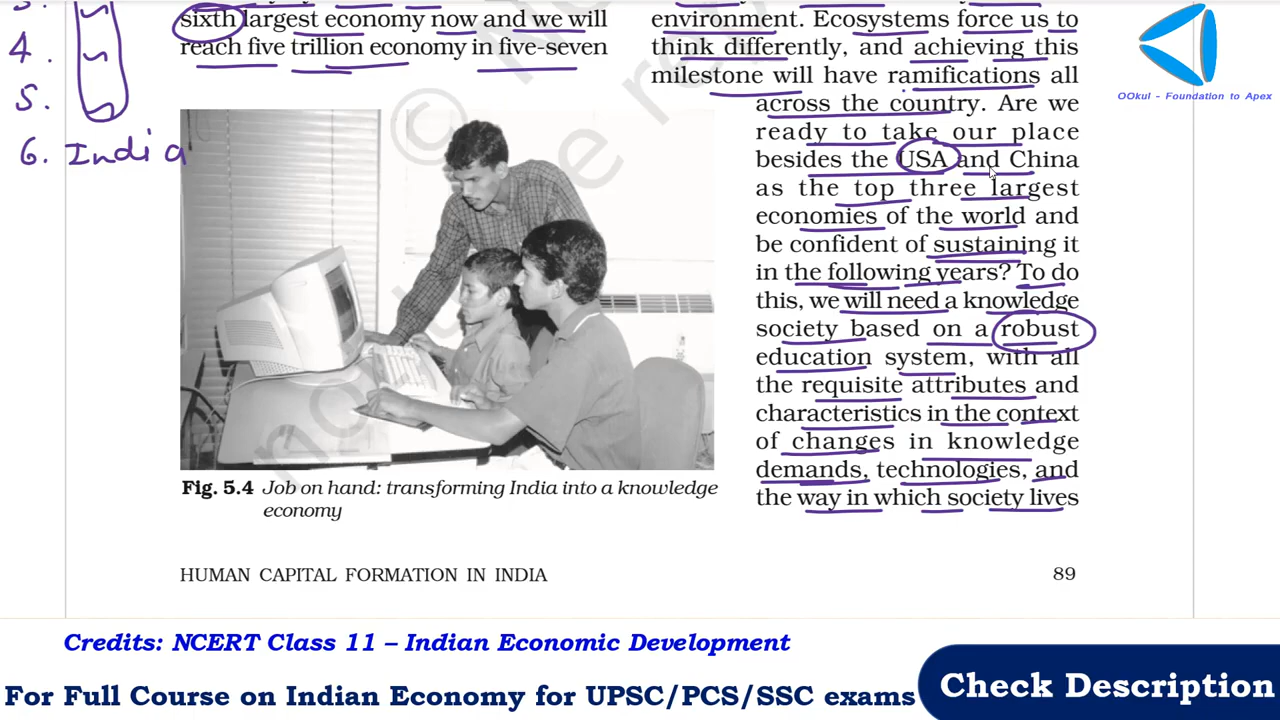 3.
4.
5.
6. India
sixth largest economy now and we will
reach five trillion economy in five-seven
environment. Ecosystems force us to
think differently, and achieving this
milestone will have ramifications all
across the country. Are we
ready to take our place
besides the USA and China
as the top three largest
economies of the world and
be confident of sustaining it
in the following years? To do
this, we will need a knowledge
society based on a robust
education system, with all
the requisite attributes and
characteristics in the context
of changes in knowledge
demands, technologies, and
the way in which society lives
Fig. 5.4 Job on hand: transforming India into a knowledge
economy
HUMAN CAPITAL FORMATION IN INDIA
89
OOkul - Foundation to Apex
Credits: NCERT Class 11 – Indian Economic Development
For Full Course on Indian Economy for UPSC/PCS/SSC exams
Check Description